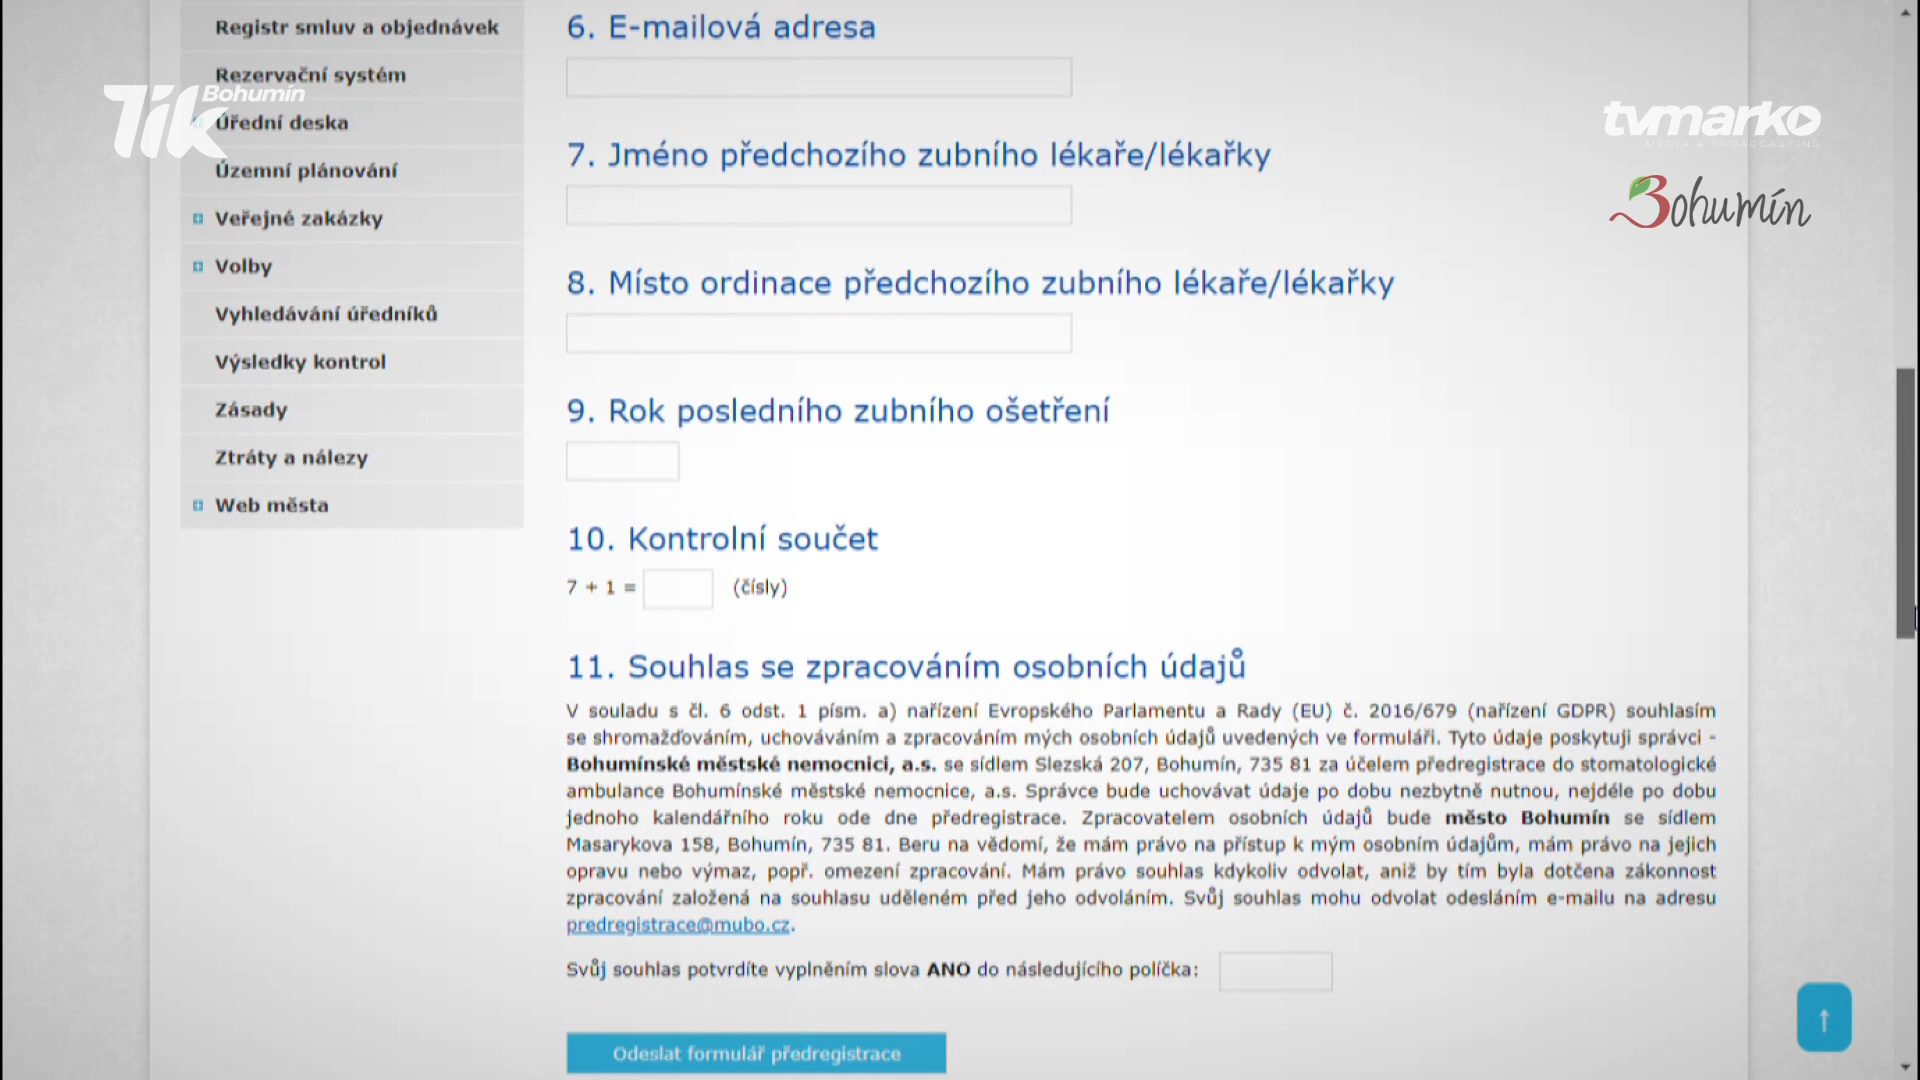 Registr smluv a objednávek
Rezervační systém
Úřední deska
Územní plánování
Veřejné zakázky
Volby
Vyhledávání úředníků
Výsledky kontrol
Zásady
Ztráty a nálezy
Web města
Tik Bohumín
tvmarko
MEDIA & BROADCASTING
Bohumín
6. E-mailová adresa
7. Jméno předchozího zubního lékaře/lékařky
8. Místo ordinace předchozího zubního lékaře/lékařky
9. Rok posledního zubního ošetření
10. Kontrolní součet
7 + 1 = (čísly)
11. Souhlas se zpracováním osobních údajů
V souladu s čl. 6 odst. 1 písm. a) nařízení Evropského Parlamentu a Rady (EU) č. 2016/679 (nařízení GDPR) souhlasím
se shromažďováním, uchováváním a zpracováním mých osobních údajů uvedených ve formuláři. Tyto údaje poskytuji správci -
Bohumínské městské nemocnici, a.s. se sídlem Slezská 207, Bohumín, 735 81 za účelem předregistrace do stomatologické
ambulance Bohumínské městské nemocnice, a.s. Správce bude uchovávat údaje po dobu nezbytně nutnou, nejdéle po dobu
jednoho kalendářního roku ode dne předregistrace. Zpracovatelem osobních údajů bude město Bohumín se sídlem
Masarykova 158, Bohumín, 735 81. Beru na vědomí, že mám právo na přístup k mým osobním údajům, mám právo na jejich
opravu nebo výmaz, popř. omezení zpracování. Mám právo souhlas kdykoliv odvolat, aniž by tím byla dotčena zákonnost
zpracování založená na souhlasu uděleném před jeho odvoláním. Svůj souhlas mohu odvolat odesláním e-mailu na adresu
predregistrace@mubo.cz.
Svůj souhlas potvrdíte vyplněním slova ANO do následujícího políčka:
Odeslat formulář předregistrace